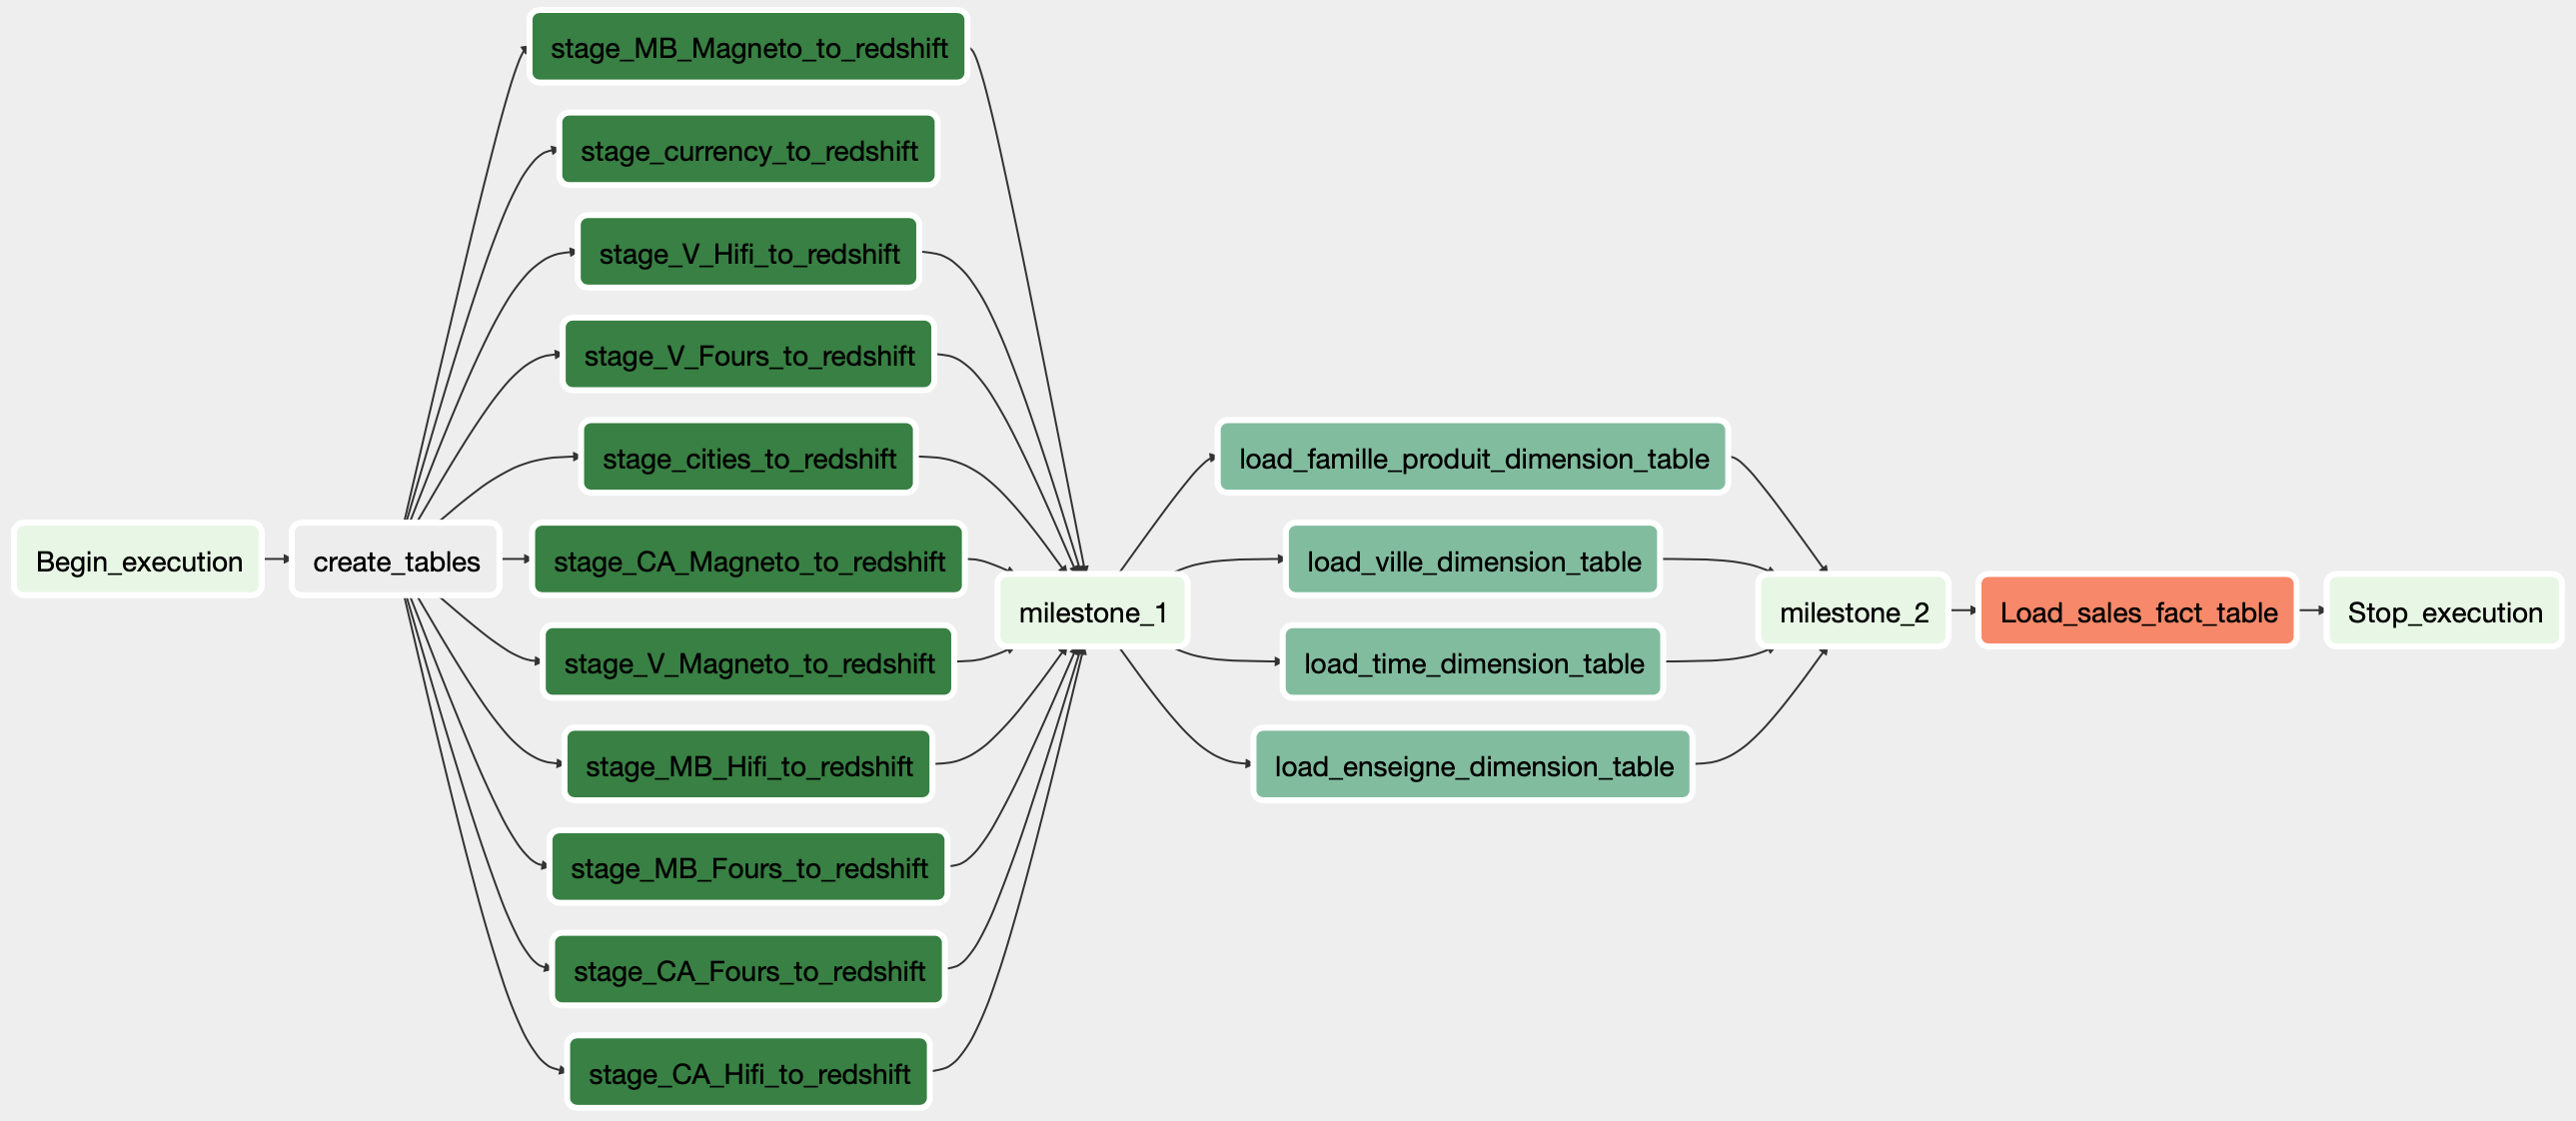 stage_MB_Magneto_to_redshift
stage_currency_to_redshift
stage_V_Hifi_to_redshift
stage_V_Fours_to_redshift
stage_cities_to_redshift
load_famille_produit_dimension_table
Begin_execution
create_tables
stage_CA_Magneto_to_redshift
load_ville_dimension_table
milestone_1
milestone_2
Load_sales_fact_table
Stop_execution
stage_V_Magneto_to_redshift
load_time_dimension_table
stage_MB_Hifi_to_redshift
load_enseigne_dimension_table
stage_MB_Fours_to_redshift
stage_CA_Fours_to_redshift
stage_CA_Hifi_to_redshift